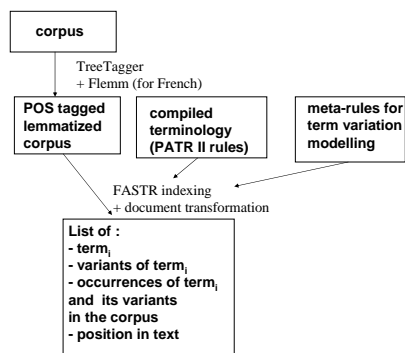 corpus
TreeTagger
+ Flemm (for French)
POS tagged
lemmatized
corpus
compiled
terminology
(PATR II rules)
meta-rules for
term variation
modelling
FASTR indexing
+ document transformation
List of :
- termi
- variants of termi
- occurrences of termi
and its variants
in the corpus
- position in text